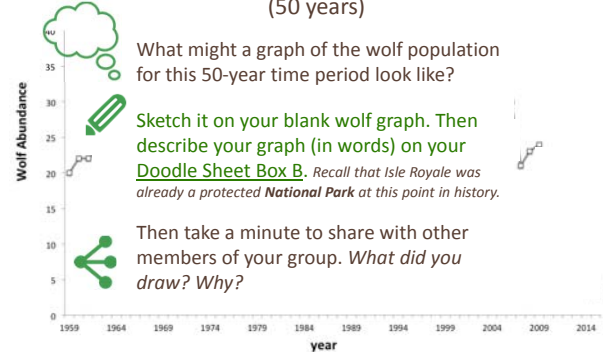 (50 years)
What might a graph of the wolf population
for this 50-year time period look like?
Sketch it on your blank wolf graph. Then
describe your graph (in words) on your
Doodle Sheet Box B. Recall that Isle Royale was
already a protected National Park at this point in history.
Then take a minute to share with other
members of your group. What did you
draw? Why?
Wolf Abundance
40
35
30
25
20
15
10
5
0
1959 1964 1969 1974 1979 1984 1989 1994 1999 2004 2009 2014
year